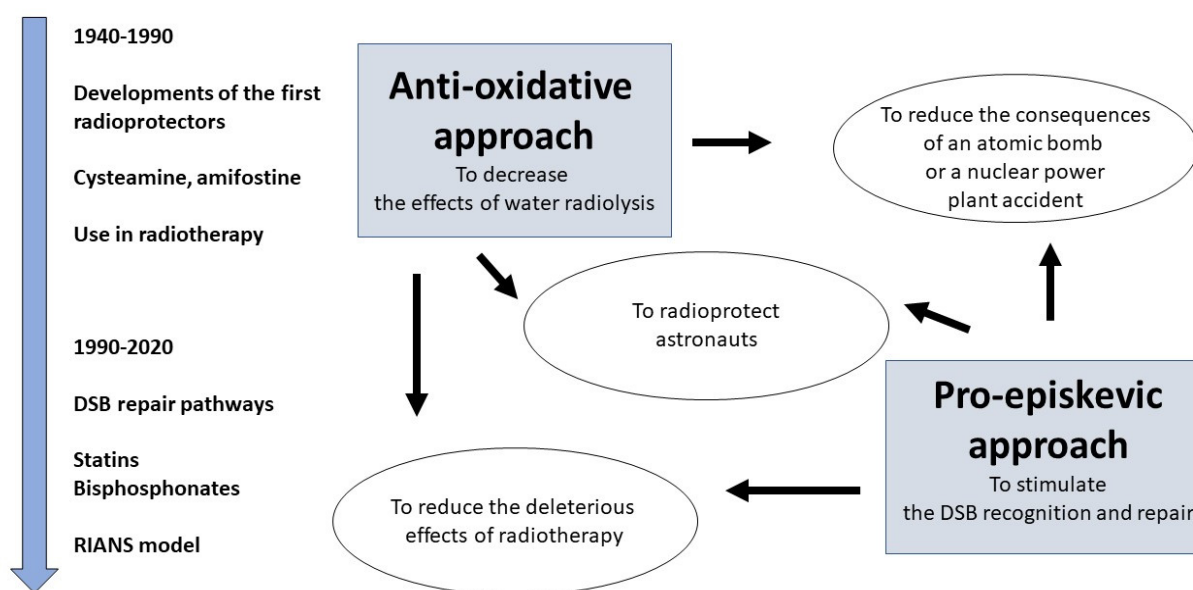 1940-1990
Developments of the first
radioprotectors
Cysteamine, amifostine
Use in radiotherapy
1990-2020
DSB repair pathways
Statins
Bisphosphonates
RIANS model
Anti-oxidative
approach
To decrease
the effects of water radiolysis
To reduce the consequences
of an atomic bomb
or a nuclear power
plant accident
To radioprotect
astronauts
Pro-episkevic
approach
To stimulate
the DSB recognition and repair
To reduce the deleterious
effects of radiotherapy